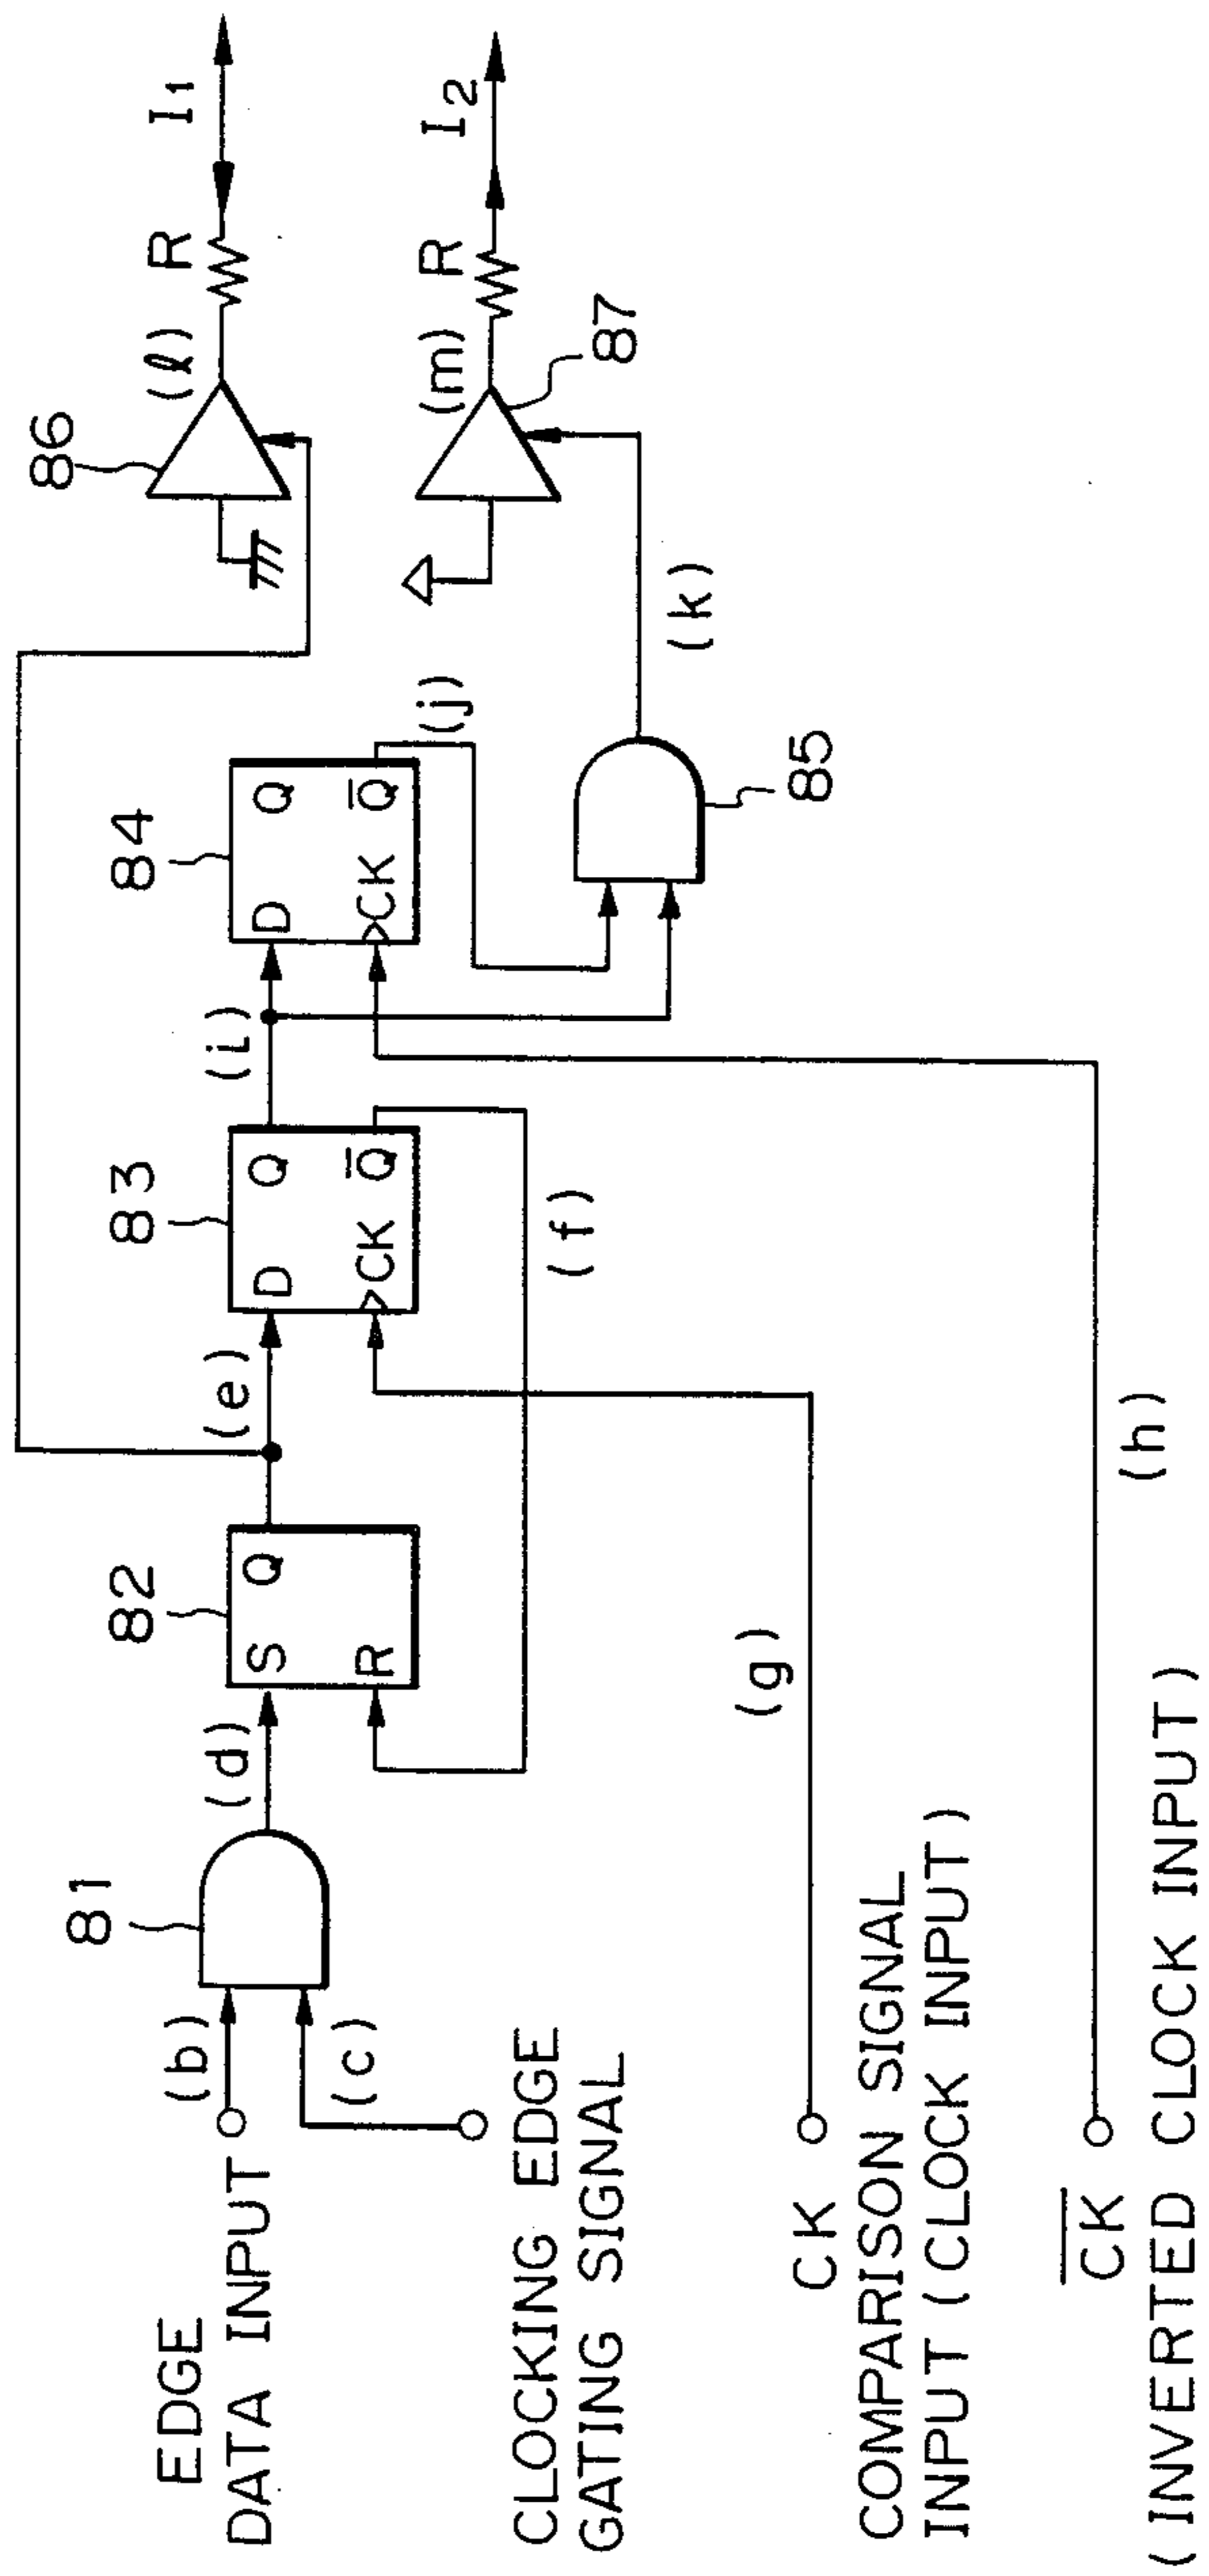 EDGE
DATA INPUT
(b)
(c)
CLOCKING EDGE
GATING SIGNAL
81
(d)
82
S Q
R
(e)
83
D Q
CK Q̅
(f)
(i)
84
D Q
CK Q̅
(j)
85
(k)
86
(ℓ)
R
I1
87
(m)
R
I2
(g)
CK
COMPARISON SIGNAL
INPUT (CLOCK INPUT)
(h)
C̅K̅
(INVERTED CLOCK INPUT)